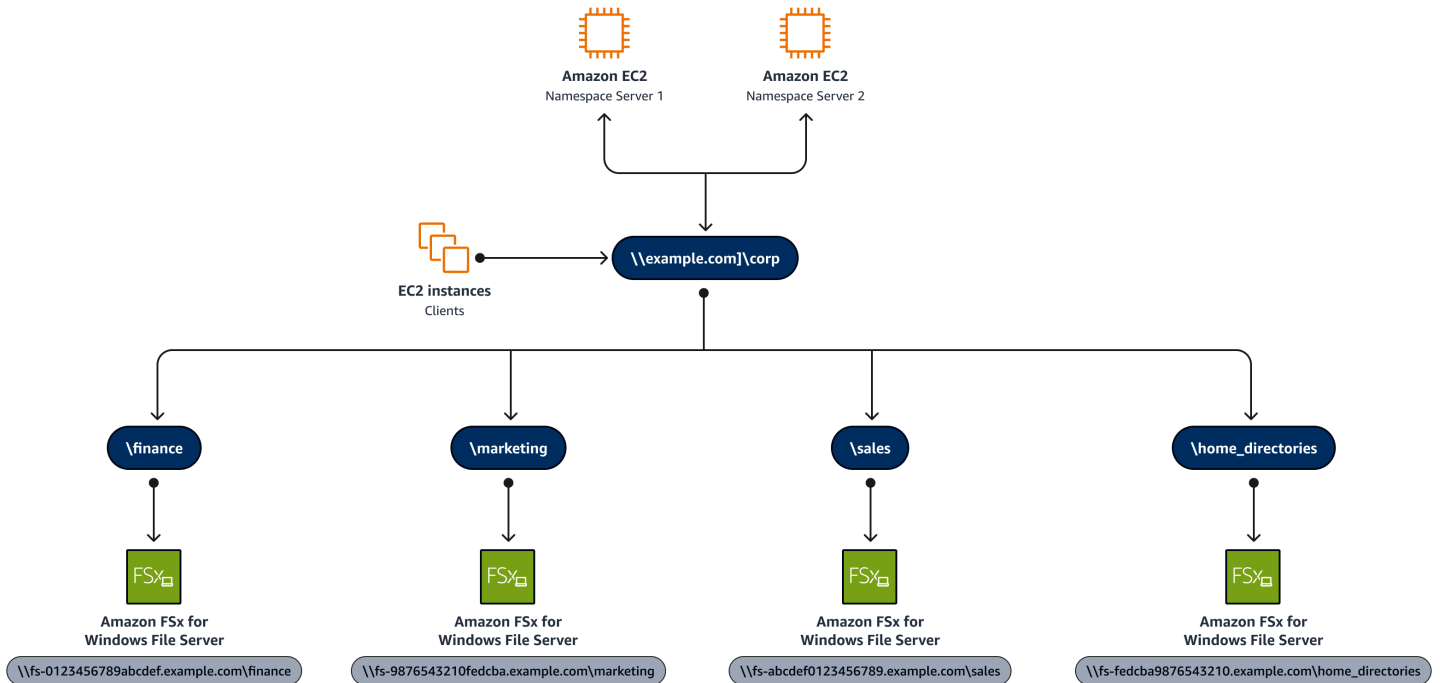 Amazon EC2
Namespace Server 1
Amazon EC2
Namespace Server 2
\\example.com]\corp
EC2 instances
Clients
\finance
\marketing
\sales
\home_directories
FSx
FSx
FSx
FSx
Amazon FSx for
Windows File Server
Amazon FSx for
Windows File Server
Amazon FSx for
Windows File Server
Amazon FSx for
Windows File Server
\\fs-0123456789abcdef.example.com\finance
\\fs-9876543210fedcba.example.com\marketing
\\fs-abcdef0123456789.example.com\sales
\\fs-fedcba9876543210.example.com\home_directories